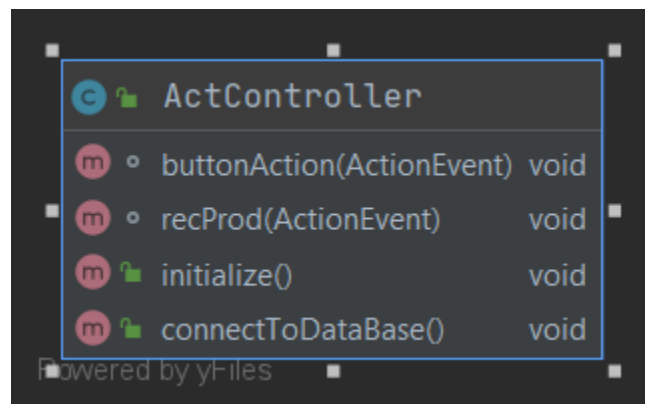 C ActController
m buttonAction(ActionEvent) void
m recProd(ActionEvent) void
m initialize() void
m connectToDataBase() void
Powered by yFiles